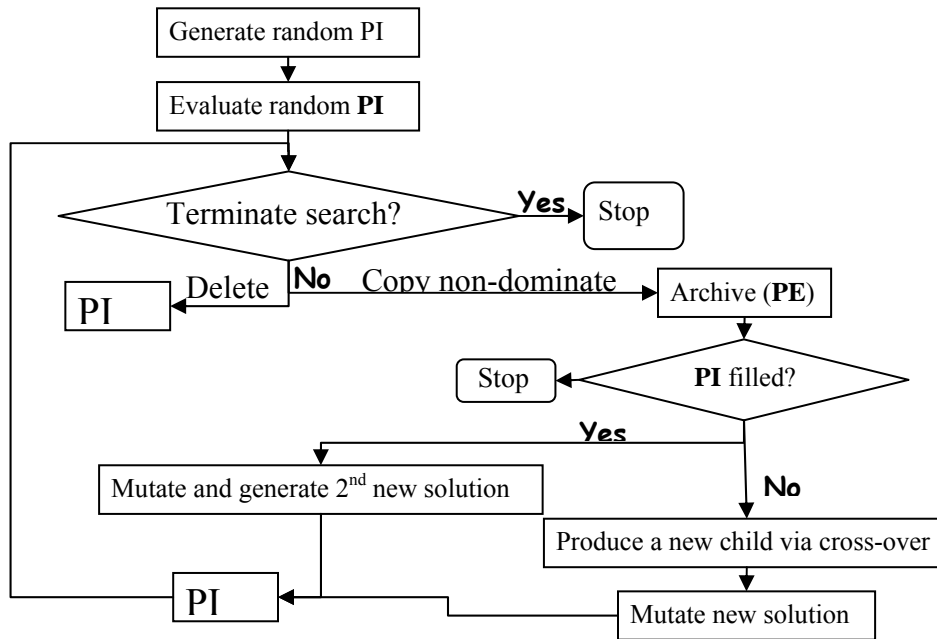 Generate random PI
Evaluate random PI
Terminate search?
Yes
Stop
No
Delete
Copy non-dominate
PI
Archive (PE)
Stop
PI filled?
Yes
Mutate and generate 2nd new solution
No
Produce a new child via cross-over
PI
Mutate new solution